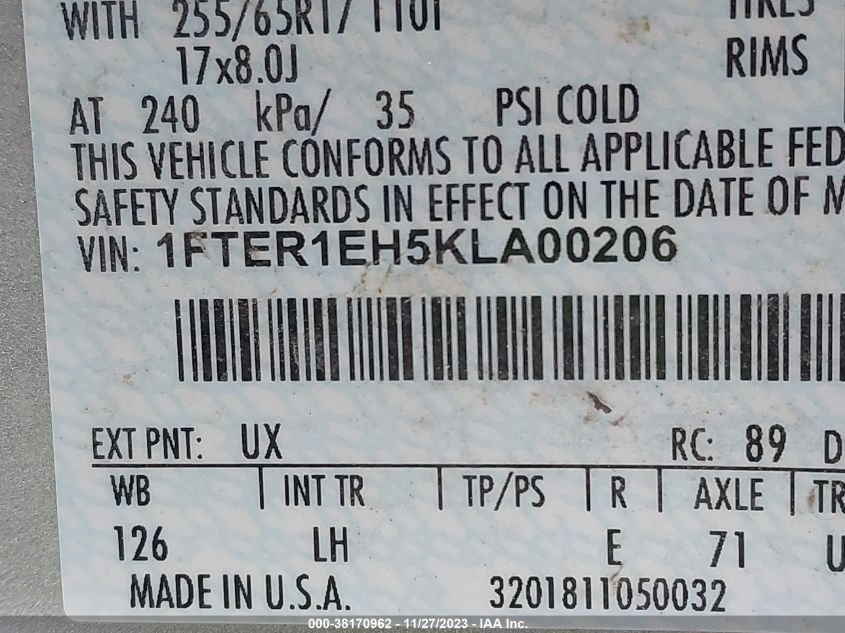 WITH 255/65R17 110T TIRES
17x8.0J RIMS
AT 240 kPa/ 35 PSI COLD
THIS VEHICLE CONFORMS TO ALL APPLICABLE FED
SAFETY STANDARDS IN EFFECT ON THE DATE OF M
VIN: 1FTER1EH5KLA00206
EXT PNT: UX RC: 89 D
WB | INT TR | TP/PS | R | AXLE | TR
126 LH E 71 U
MADE IN U.S.A. 3201811050032
000-38170962 - 11/27/2023 - IAA Inc.